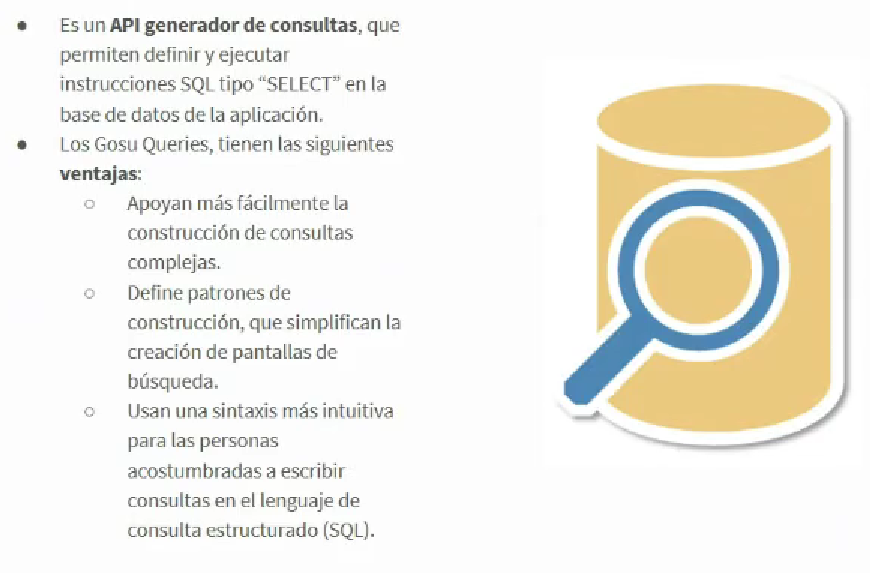 ● Es un API generador de consultas, que
permiten definir y ejecutar
instrucciones SQL tipo “SELECT” en la
base de datos de la aplicación.
● Los Gosu Queries, tienen las siguientes
ventajas:
○ Apoyan más fácilmente la
construcción de consultas
complejas.
○ Define patrones de
construcción, que simplifican la
creación de pantallas de
búsqueda.
○ Usan una sintaxis más intuitiva
para las personas
acostumbradas a escribir
consultas en el lenguaje de
consulta estructurado (SQL).